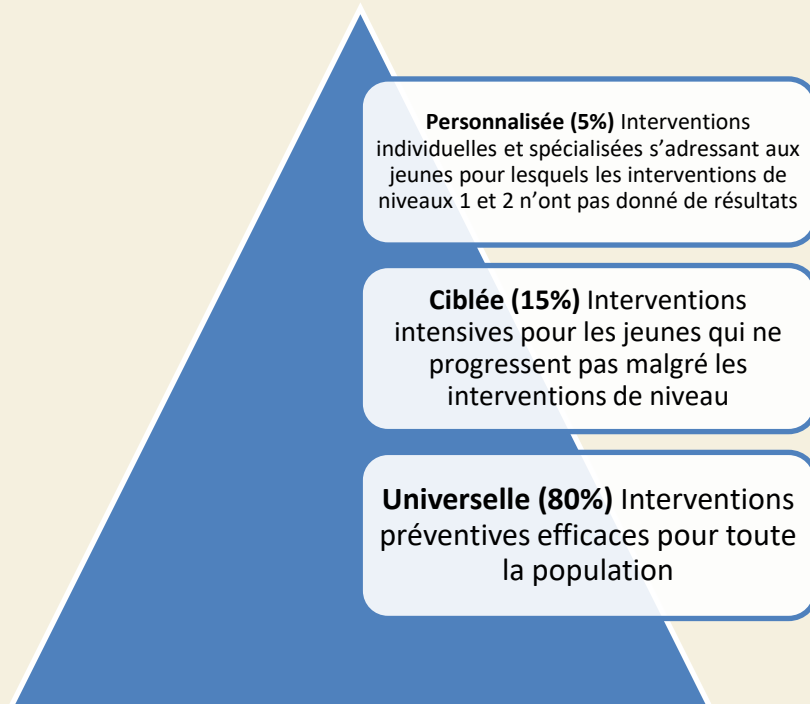 Personnalisée (5%) Interventions
individuelles et spécialisées s’adressant aux
jeunes pour lesquels les interventions de
niveaux 1 et 2 n’ont pas donné de résultats
Ciblée (15%) Interventions
intensives pour les jeunes qui ne
progressent pas malgré les
interventions de niveau
Universelle (80%) Interventions
préventives efficaces pour toute
la population